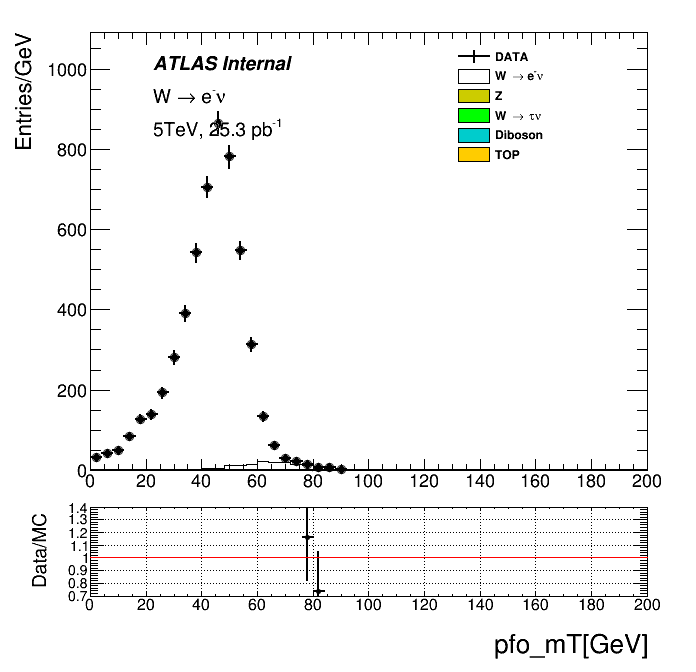 Entries/GeV
1000
800
600
400
200
0
ATLAS Internal
W → e⁻ν
5TeV, 25.3 pb⁻¹
DATA
W → e⁻ν
Z
W → τν
Diboson
TOP
0 20 40 60 80 100 120 140 160 180 200
Data/MC
1.4
1.3
1.2
1.1
1
0.9
0.8
0.7
0 20 40 60 80 100 120 140 160 180 200
pfo_mT[GeV]